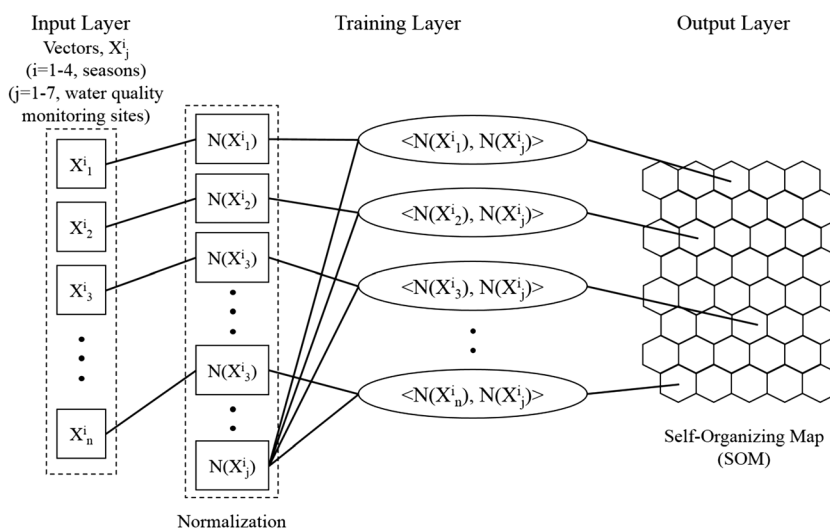 Input Layer
Training Layer
Output Layer
Vectors, Xⁱⱼ
(i=1-4, seasons)
(j=1-7, water quality
monitoring sites)
Xⁱ₁
Xⁱ₂
Xⁱ₃
Xⁱₙ
N(Xⁱ₁)
N(Xⁱ₂)
N(Xⁱ₃)
N(Xⁱ₃)
N(Xⁱⱼ)
Normalization
<N(Xⁱ₁), N(Xⁱⱼ)>
<N(Xⁱ₂), N(Xⁱⱼ)>
<N(Xⁱ₃), N(Xⁱⱼ)>
<N(Xⁱₙ), N(Xⁱⱼ)>
Self-Organizing Map
(SOM)